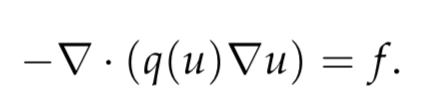 −∇ · (q(u)∇u) = f.